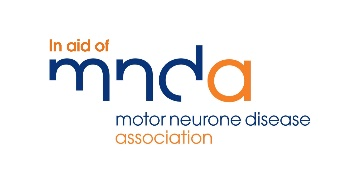 In aid of
mnda
motor neurone disease
association